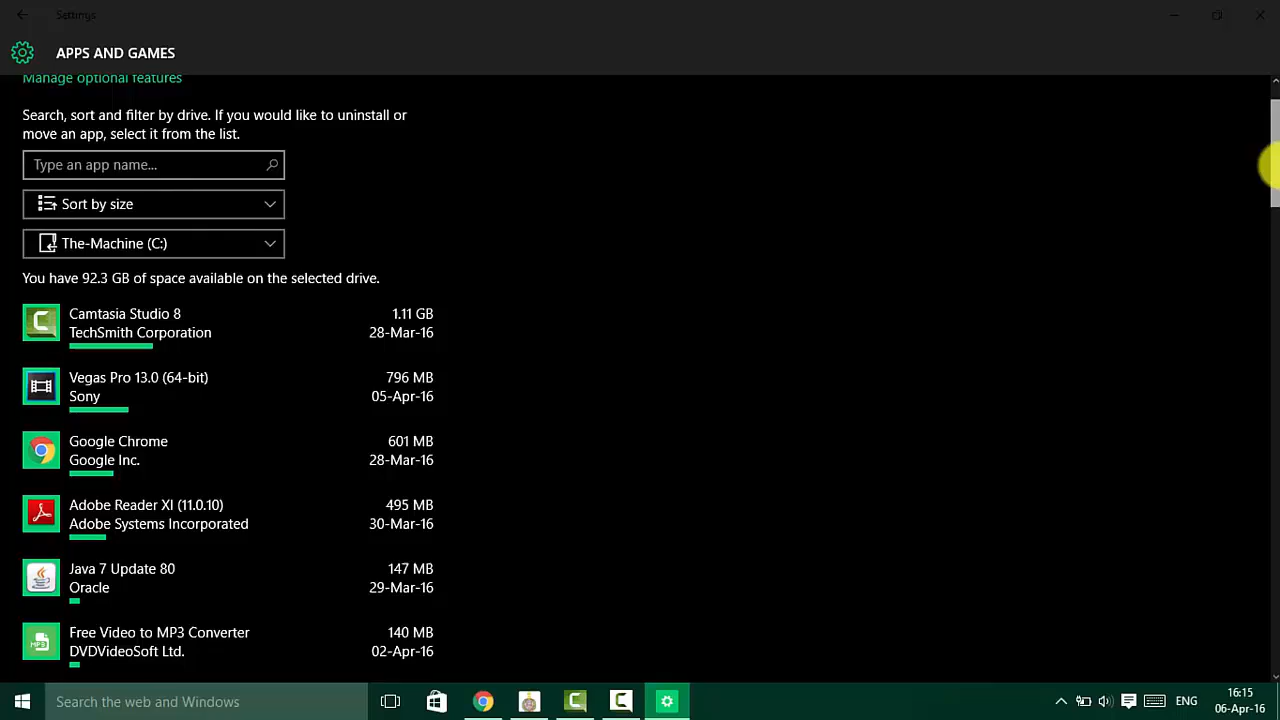 Settings
APPS AND GAMES
Manage optional features
Search, sort and filter by drive. If you would like to uninstall or
move an app, select it from the list.
Type an app name...
Sort by size
The-Machine (C:)
You have 92.3 GB of space available on the selected drive.
Camtasia Studio 8 1.11 GB
TechSmith Corporation 28-Mar-16
Vegas Pro 13.0 (64-bit) 796 MB
Sony 05-Apr-16
Google Chrome 601 MB
Google Inc. 28-Mar-16
Adobe Reader XI (11.0.10) 495 MB
Adobe Systems Incorporated 30-Mar-16
Java 7 Update 80 147 MB
Oracle 29-Mar-16
Free Video to MP3 Converter 140 MB
MP3
DVDVideoSoft Ltd. 02-Apr-16
Search the web and Windows
ENG
16:15
06-Apr-16